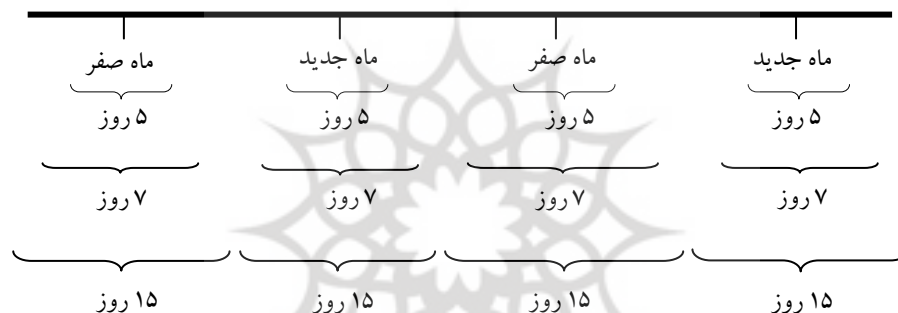 ماه جدید ماه صفر ماه جدید ماه صفر
۵ روز ۵ روز ۵ روز ۵ روز
۷ روز ۷ روز ۷ روز ۷ روز
۱۵ روز ۱۵ روز ۱۵ روز ۱۵ روز